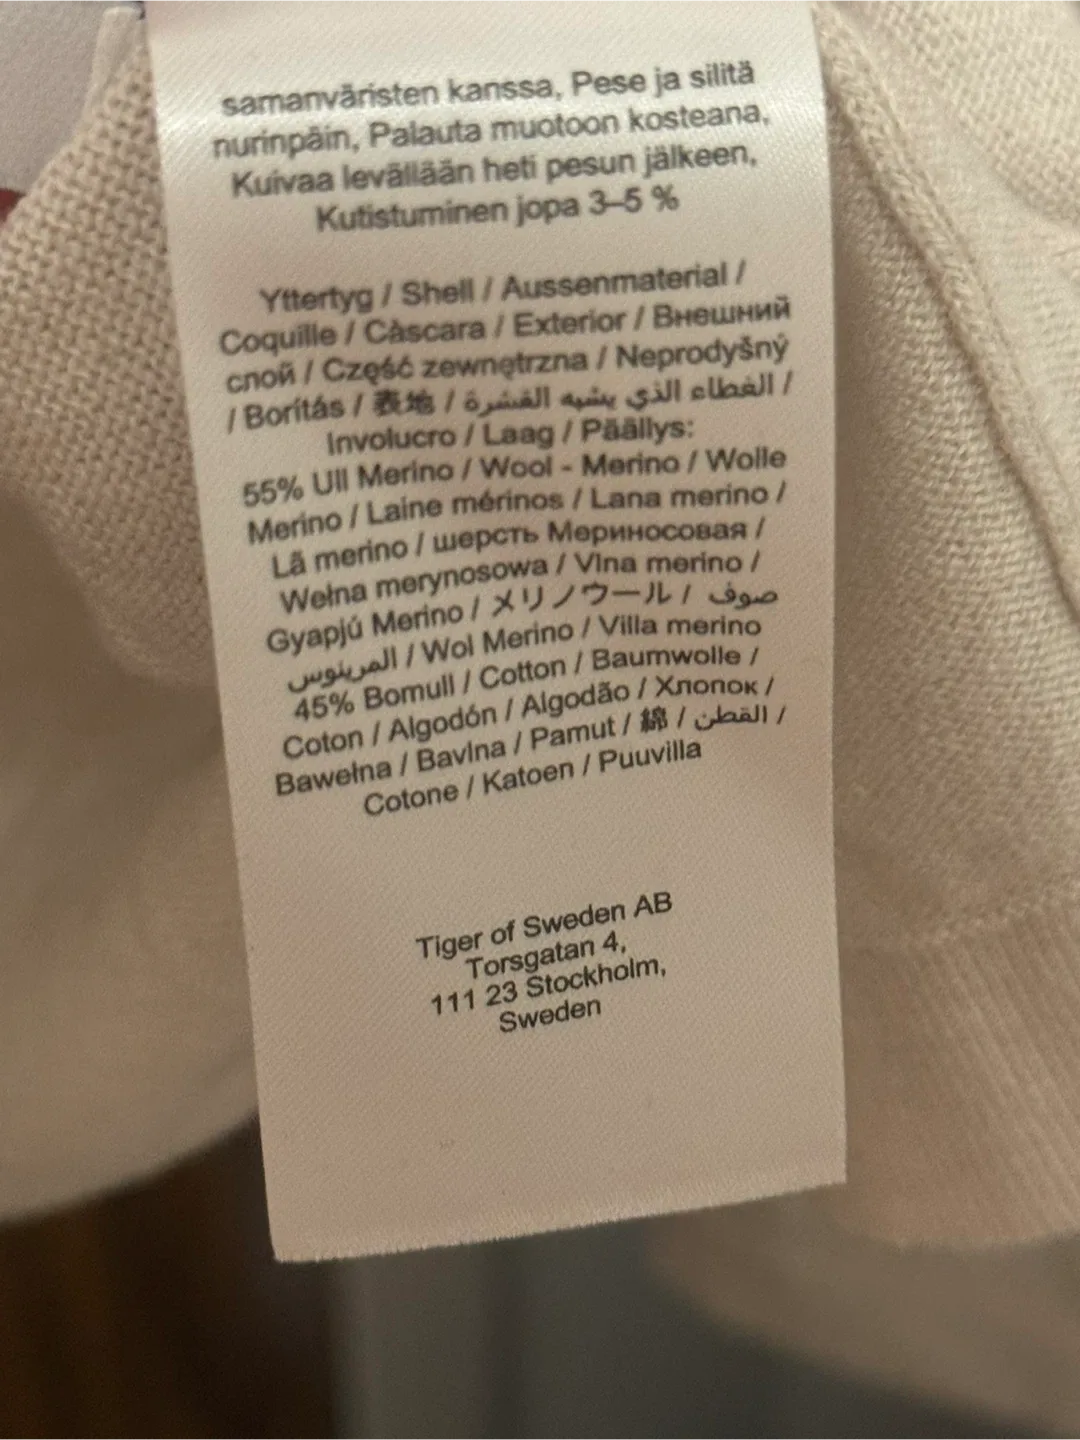 samanväristen kanssa, Pese ja silitä
nurinpäin, Palauta muotoon kosteana,
Kuivaa levällään heti pesun jälkeen,
Kutistuminen jopa 3–5 %
Yttertyg / Shell / Aussenmaterial /
Coquille / Càscara / Exterior / Внешний
слой / Część zewnętrzna / Neprodyšný
/ Borítás / 表地 / الغطاء الذي يشبه القشرة /
Involucro / Laag / Päällys:
55% Ull Merino / Wool - Merino / Wolle
Merino / Laine mérinos / Lana merino /
Lã merino / шерсть Мериносовая /
Wełna merynosowa / Vlna merino /
Gyapjú Merino / メリノウール / صوف
المرينوس / Wol Merino / Villa merino
45% Bomull / Cotton / Baumwolle /
Coton / Algodón / Algodão / Хлопок /
Bawełna / Bavlna / Pamut / 綿 / القطن /
Cotone / Katoen / Puuvilla
Tiger of Sweden AB
Torsgatan 4,
111 23 Stockholm,
Sweden